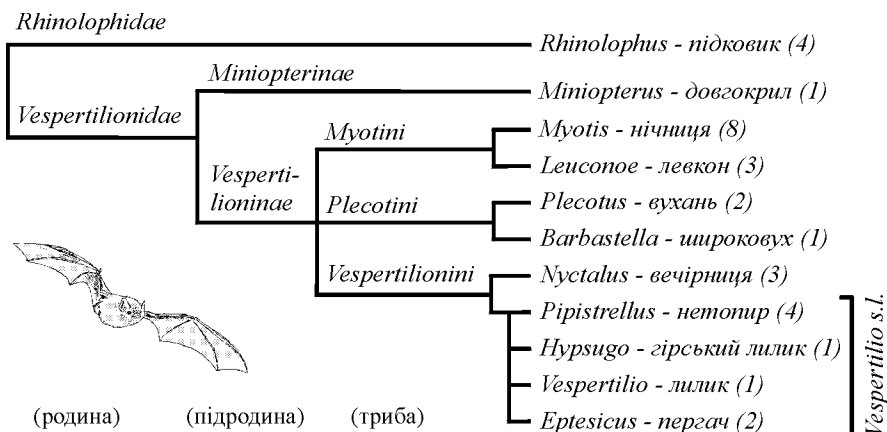 Rhinolophidae
Rhinolophus - підковик (4)
Miniopterinae
Miniopterus - довгокрил (1)
Vespertilionidae
Myotini
Myotis - нічниця (8)
Leuconoe - левкон (3)
Vesperti-
lioninae
Plecotini
Plecotus - вухань (2)
Barbastella - широковух (1)
Vespertilionini
Nyctalus - вечірниця (3)
Pipistrellus - нетопир (4)
Hypsugo - гірський лилик (1)
Vespertilio - лилик (1)
Eptesicus - пергач (2)
Vespertilio s.l.
(родина) (підродина) (триба)